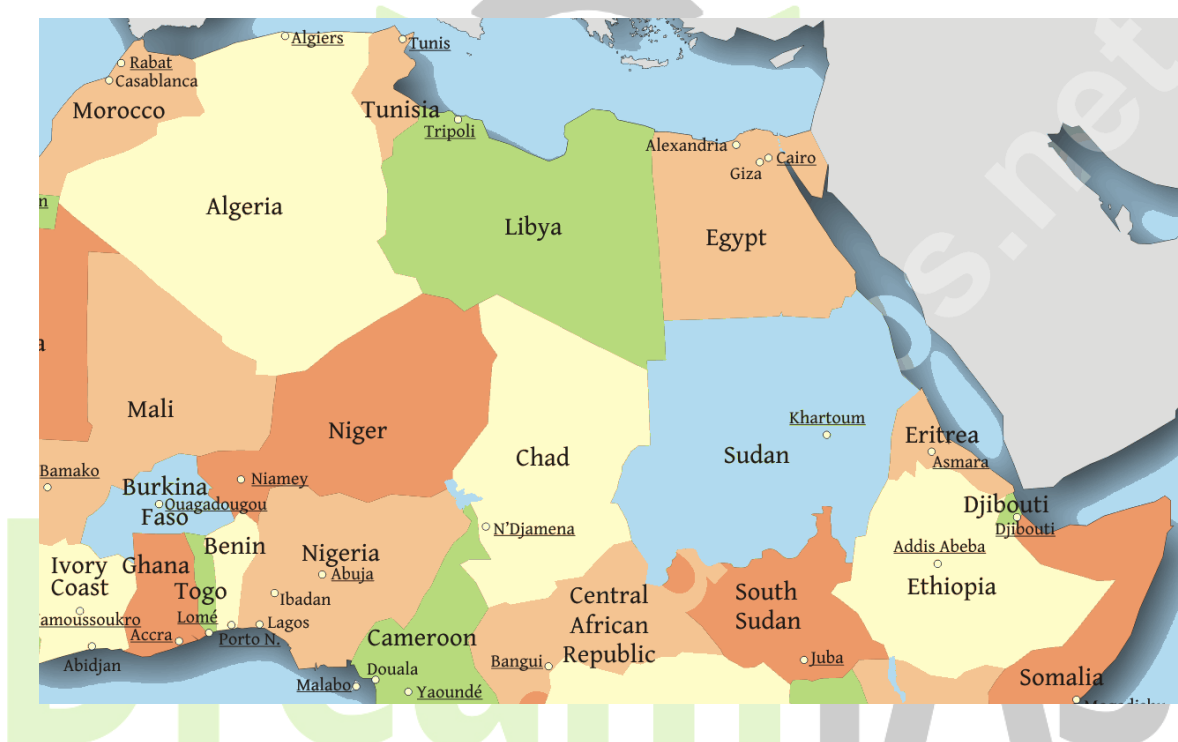 Algiers
Tunis
Rabat
Casablanca
Morocco
Tunisia
Tripoli
Alexandria
Cairo
Giza
Algeria
Libya
Egypt
s.net
Mali
Niger
Chad
Sudan
Khartoum
Eritrea
Asmara
Bamako
Niamey
Burkina
Faso
Ouagadougou
N'Djamena
Djibouti
Djibouti
Benin
Nigeria
Abuja
Ivory
Coast
Ghana
Togo
Ibadan
Addis Abeba
Ethiopia
Central
African
Republic
South
Sudan
amoussoukro
Lomé
Lagos
Accra
Porto N.
Cameroon
Abidjan
Bangui
Juba
Douala
Malabo
Yaoundé
Somalia